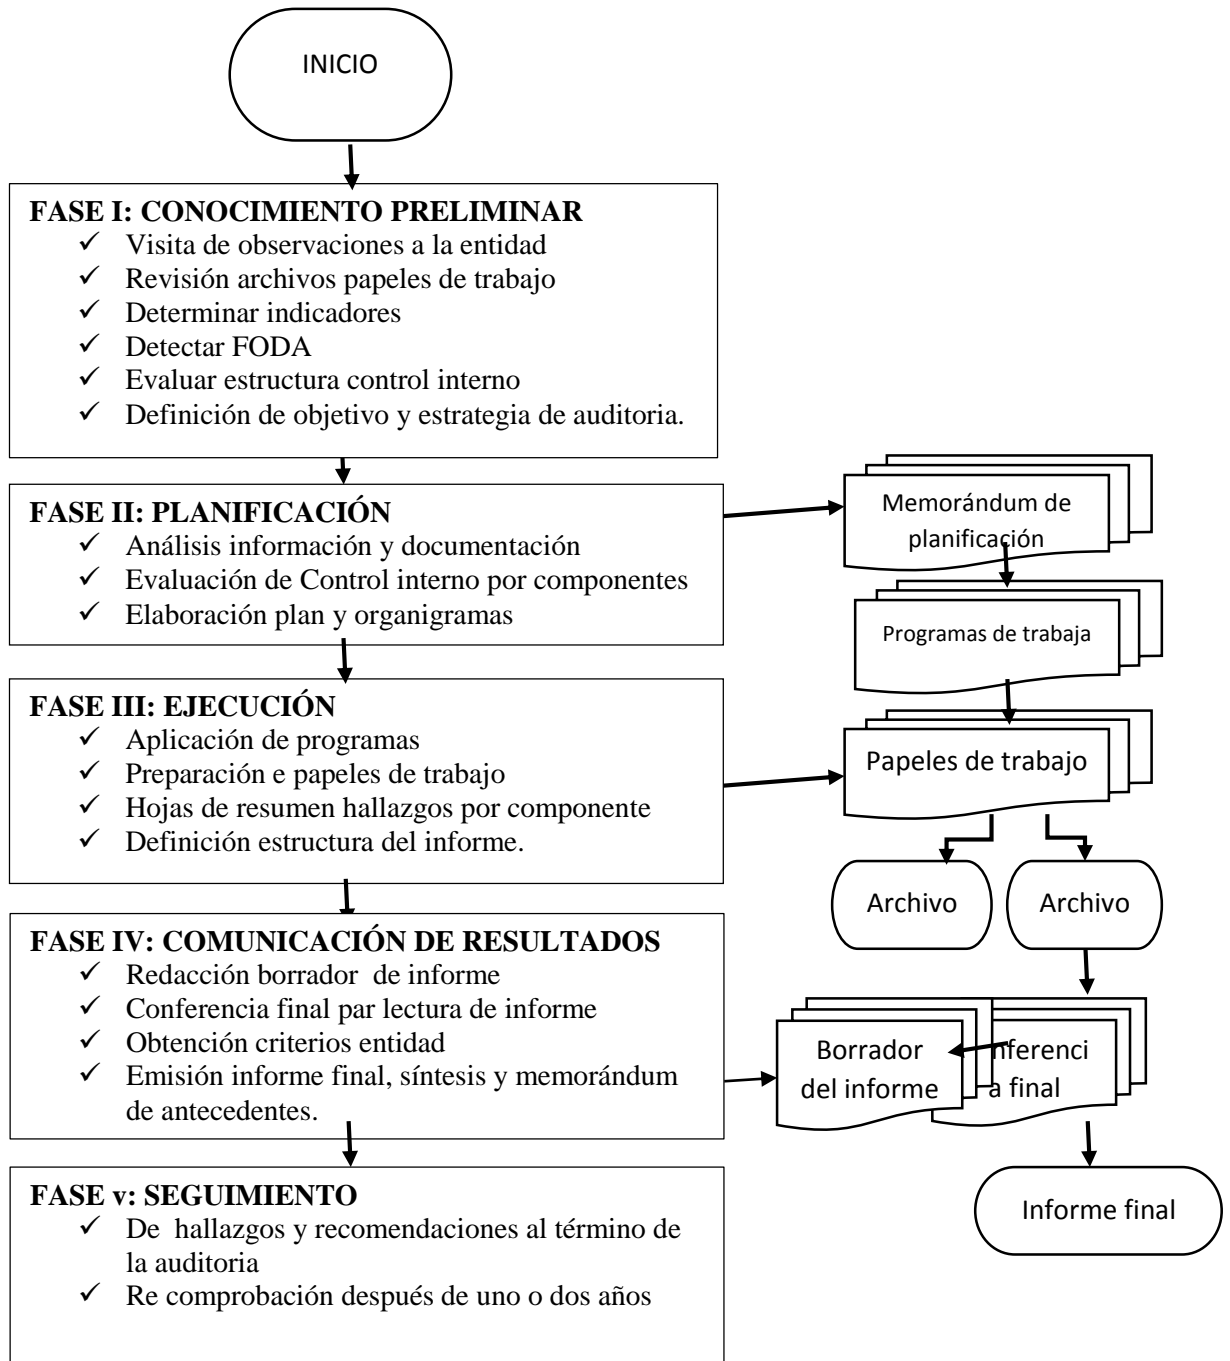 INICIO
FASE I: CONOCIMIENTO PRELIMINAR
✓ Visita de observaciones a la entidad
✓ Revisión archivos papeles de trabajo
✓ Determinar indicadores
✓ Detectar FODA
✓ Evaluar estructura control interno
✓ Definición de objetivo y estrategia de auditoria.
FASE II: PLANIFICACIÓN
✓ Análisis información y documentación
✓ Evaluación de Control interno por componentes
✓ Elaboración plan y organigramas
Memorándum de
planificación
Programas de trabaja
FASE III: EJECUCIÓN
✓ Aplicación de programas
✓ Preparación e papeles de trabajo
✓ Hojas de resumen hallazgos por componente
✓ Definición estructura del informe.
Papeles de trabajo
Archivo
Archivo
FASE IV: COMUNICACIÓN DE RESULTADOS
✓ Redacción borrador  de informe
✓ Conferencia final par lectura de informe
✓ Obtención criterios entidad
✓ Emisión informe final, síntesis y memorándum
de antecedentes.
Borrador
del informe
nferenci
a final
FASE v: SEGUIMIENTO
✓ De  hallazgos y recomendaciones al término de
la auditoria
✓ Re comprobación después de uno o dos años
Informe final